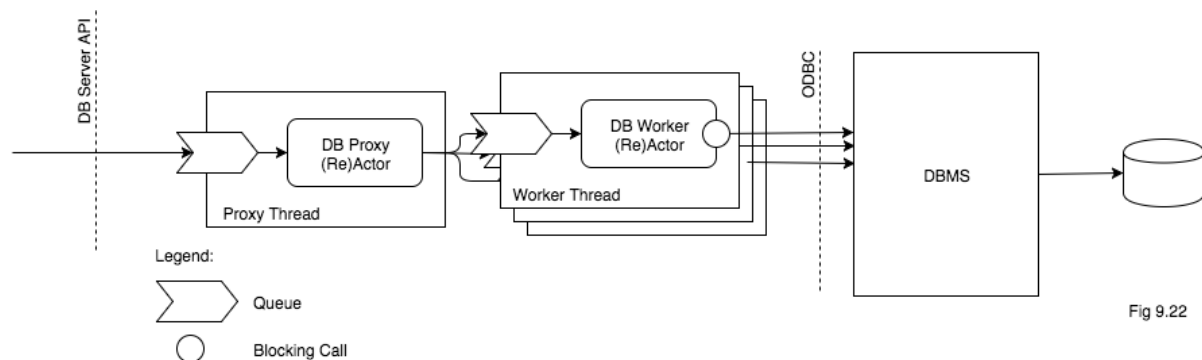 DB Server API
DB Proxy
(Re)Actor
Proxy Thread
DB Worker
(Re)Actor
Worker Thread
ODBC
DBMS
Legend:
Queue
Blocking Call
Fig 9.22